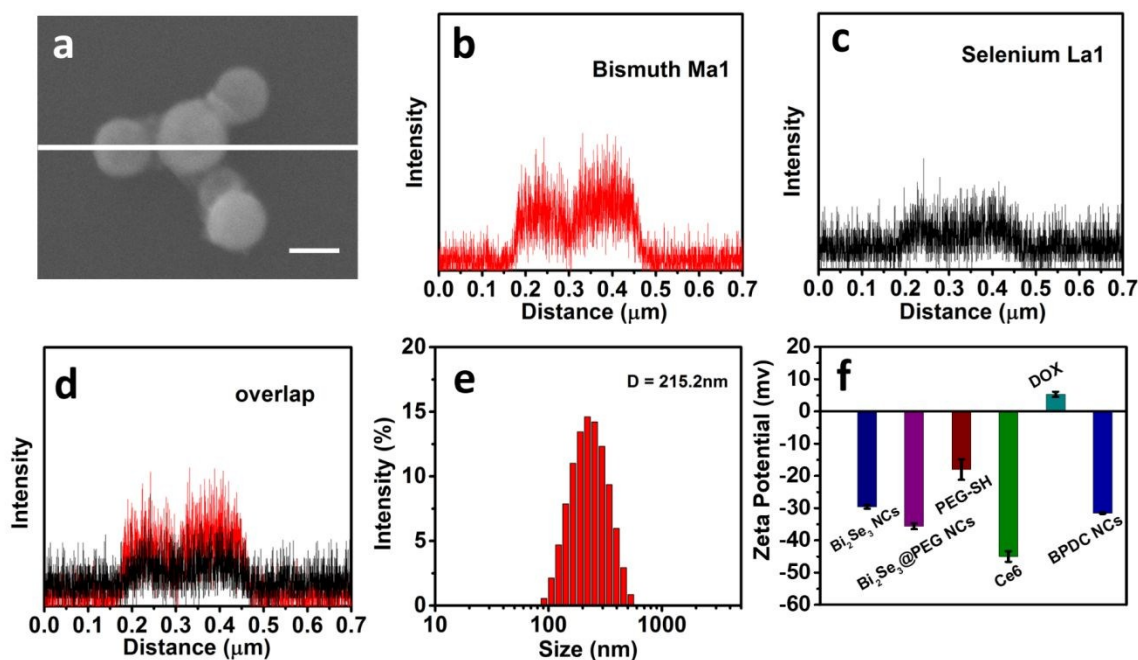 a
b
Bismuth Ma1
Intensity
0.0 0.1 0.2 0.3 0.4 0.5 0.6 0.7
Distance (μm)
c
Selenium La1
Intensity
0.0 0.1 0.2 0.3 0.4 0.5 0.6 0.7
Distance (μm)
d
overlap
Intensity
0.0 0.1 0.2 0.3 0.4 0.5 0.6 0.7
Distance (μm)
e
D = 215.2nm
Intensity (%)
20
15
10
5
0
10 100 1000
Size (nm)
f
Zeta Potential (mv)
20
10
0
-10
-20
-30
-40
-50
-60
Bi₂Se₃ NCs
Bi₂Se₃@PEG NCs
PEG-SH
Ce6
DOX
BPDC NCs